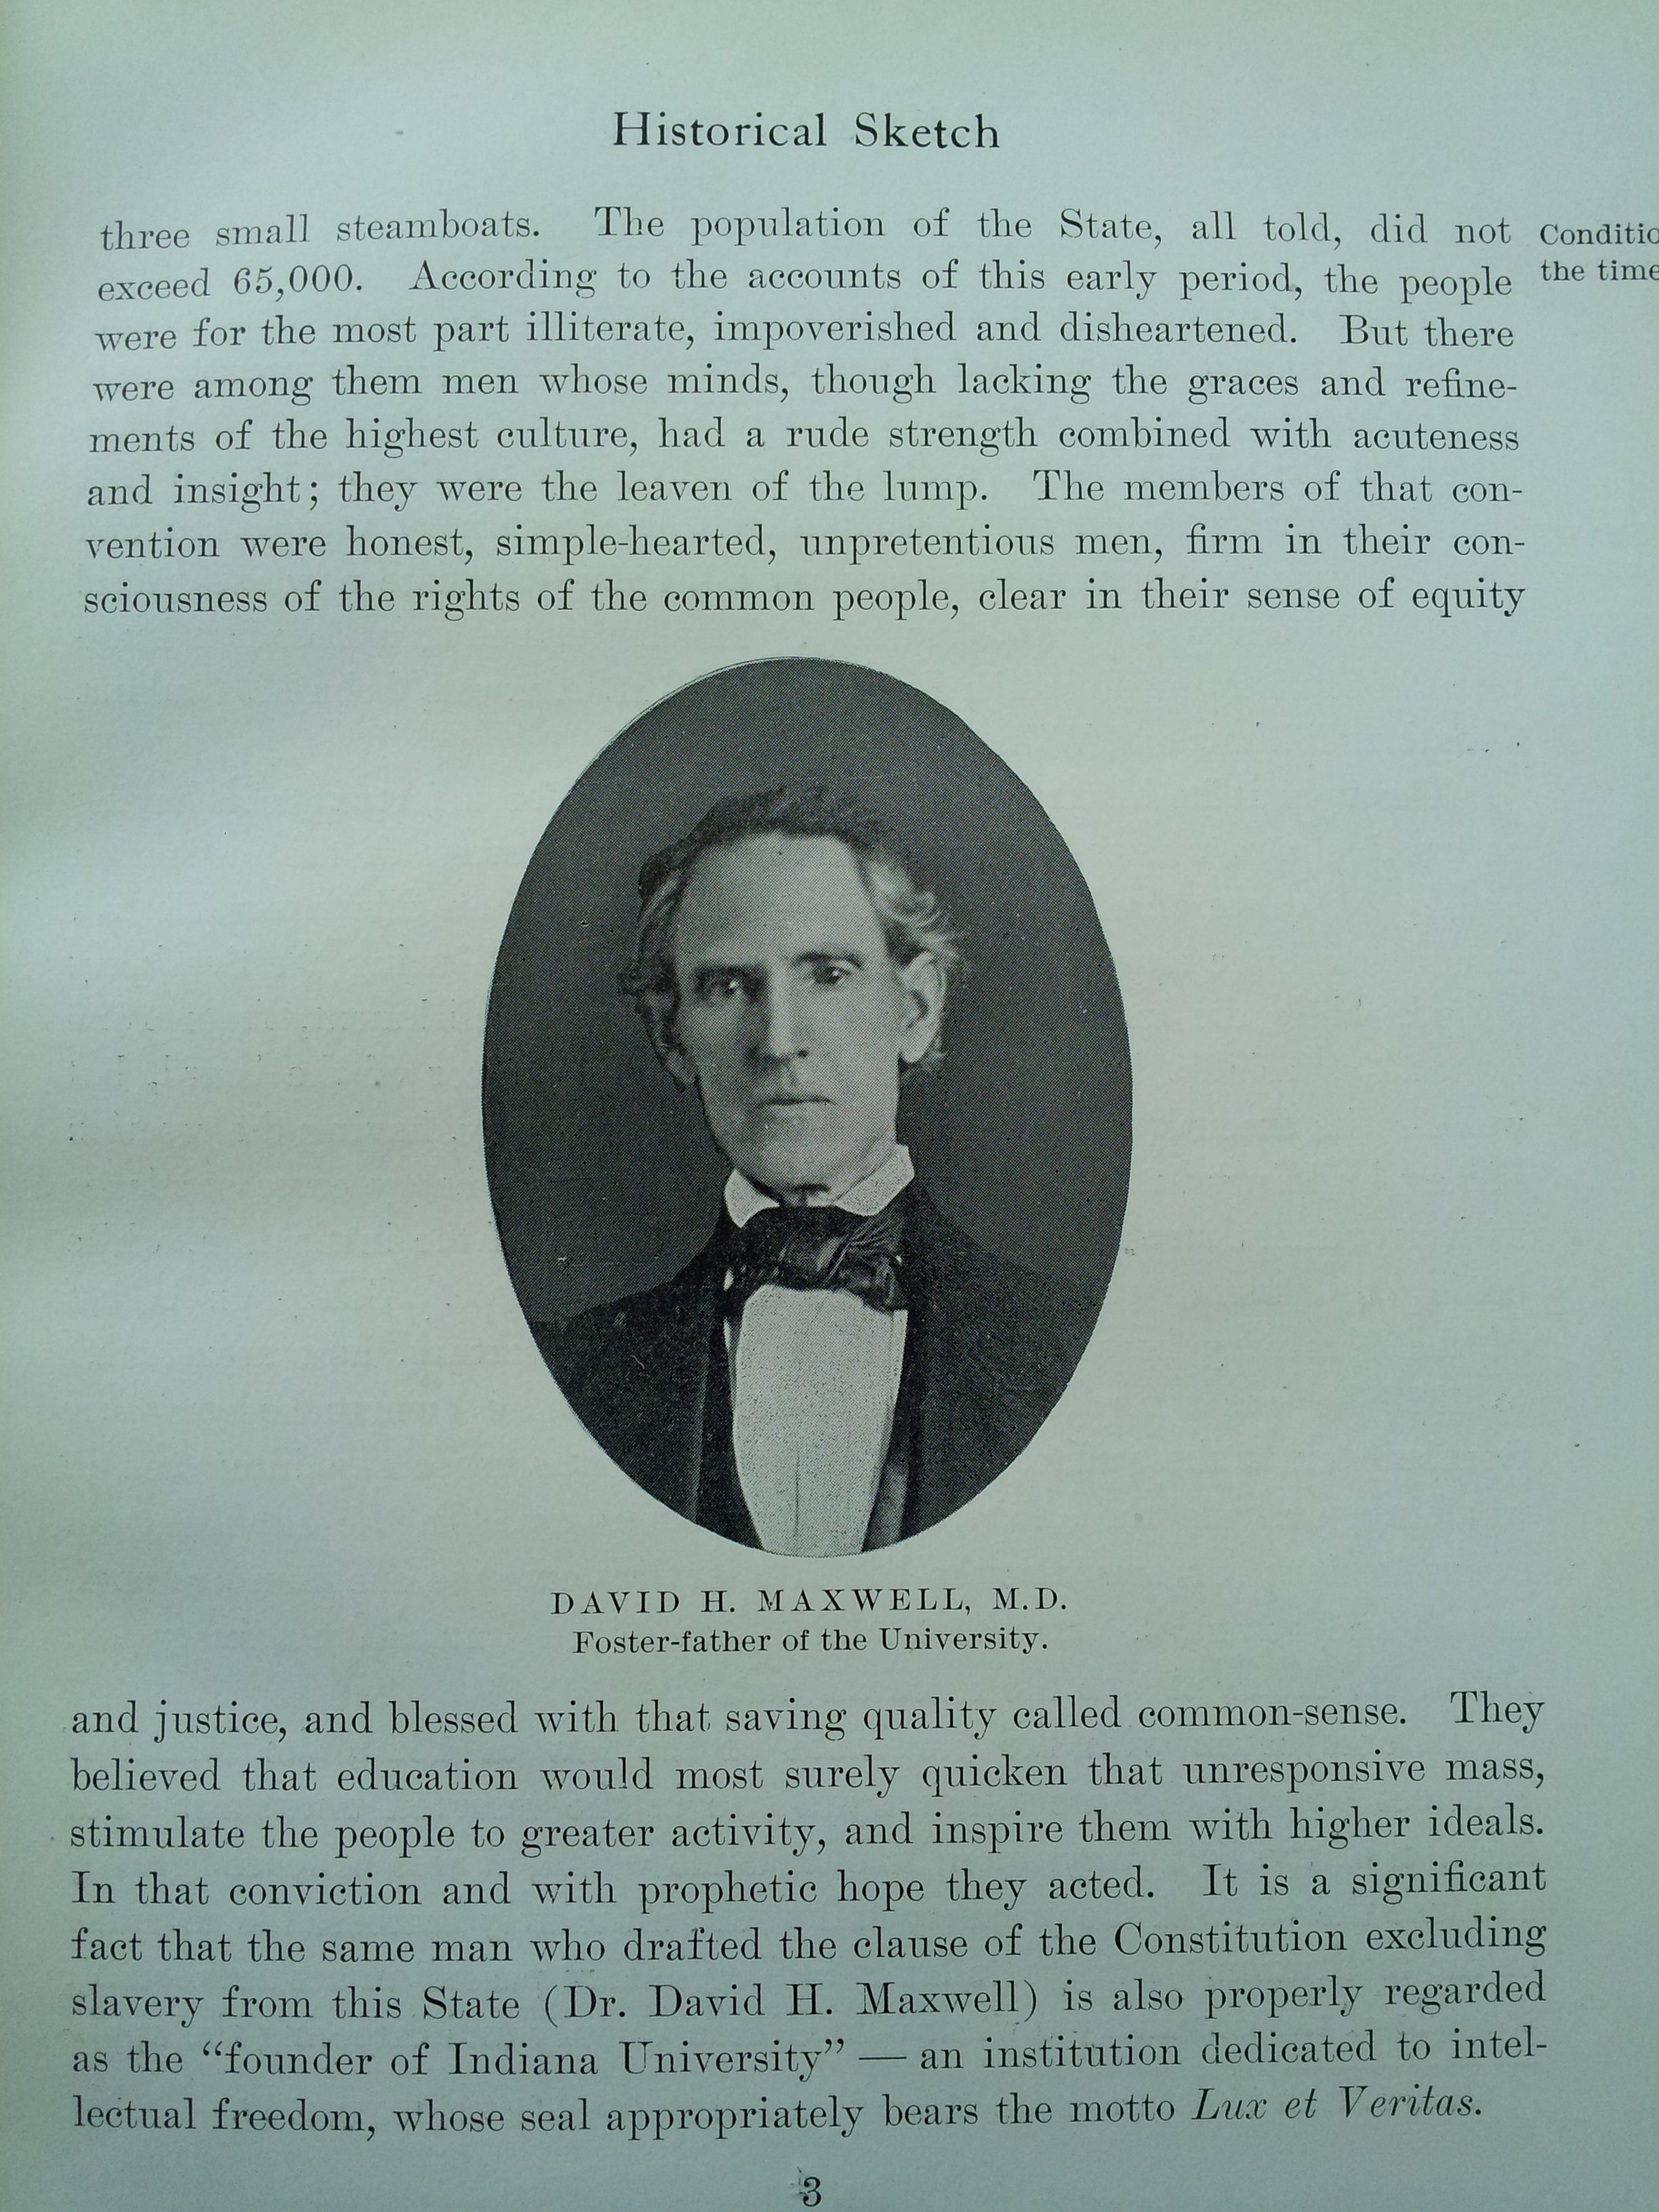 Historical Sketch
three small steamboats. The population of the State, all told, did not
exceed 65,000. According to the accounts of this early period, the people
were for the most part illiterate, impoverished and disheartened. But there
were among them men whose minds, though lacking the graces and refine-
ments of the highest culture, had a rude strength combined with acuteness
and insight; they were the leaven of the lump. The members of that con-
vention were honest, simple-hearted, unpretentious men, firm in their con-
sciousness of the rights of the common people, clear in their sense of equity
Conditio
the time
DAVID H. MAXWELL, M.D.
Foster-father of the University.
and justice, and blessed with that saving quality called common-sense. They
believed that education would most surely quicken that unresponsive mass,
stimulate the people to greater activity, and inspire them with higher ideals.
In that conviction and with prophetic hope they acted. It is a significant
fact that the same man who drafted the clause of the Constitution excluding
slavery from this State (Dr. David H. Maxwell) is also properly regarded
as the “founder of Indiana University” — an institution dedicated to intel-
lectual freedom, whose seal appropriately bears the motto Lux et Veritas.
3